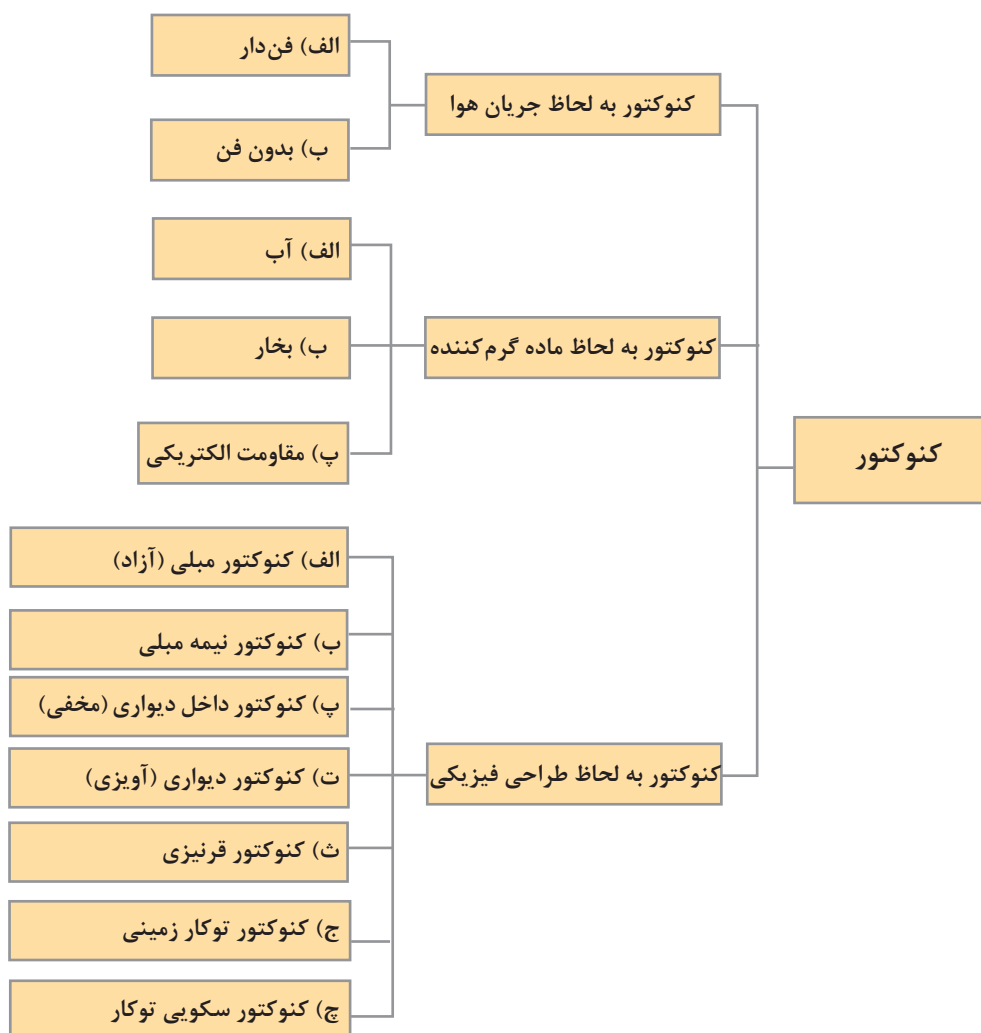 کنوکتور
کنوکتور به لحاظ جریان هوا
الف) فن‌دار
ب) بدون فن
کنوکتور به لحاظ ماده گرم‌کننده
الف) آب
ب) بخار
پ) مقاومت الکتریکی
کنوکتور به لحاظ طراحی فیزیکی
الف) کنوکتور مبلی (آزاد)
ب) کنوکتور نیمه مبلی
پ) کنوکتور داخل دیواری (مخفی)
ت) کنوکتور دیواری (آویزی)
ث) کنوکتور قرنیزی
ج) کنوکتور توکار زمینی
چ) کنوکتور سکویی توکار